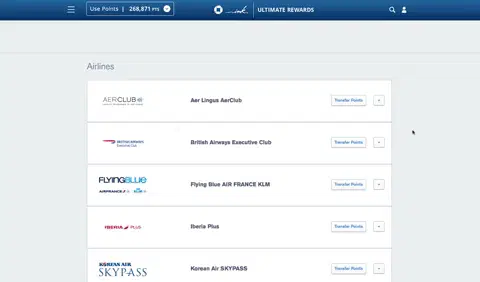 Use Points | 268,871 ms
ink. ULTIMATE REWARDS
Airlines
AERCLUB
Aer Lingus AerClub
Transfer Points +
BRITISH AIRWAYS
Executive Club
British Airways Executive Club
Transfer Points +
FLYINGBLUE
AIRFRANCE KLM
Flying Blue AIR FRANCE KLM
Transfer Points +
IBERIA PLUS
Iberia Plus
Transfer Points +
KOREAN AIR
SKYPASS
Korean Air SKYPASS
Transfer Points +